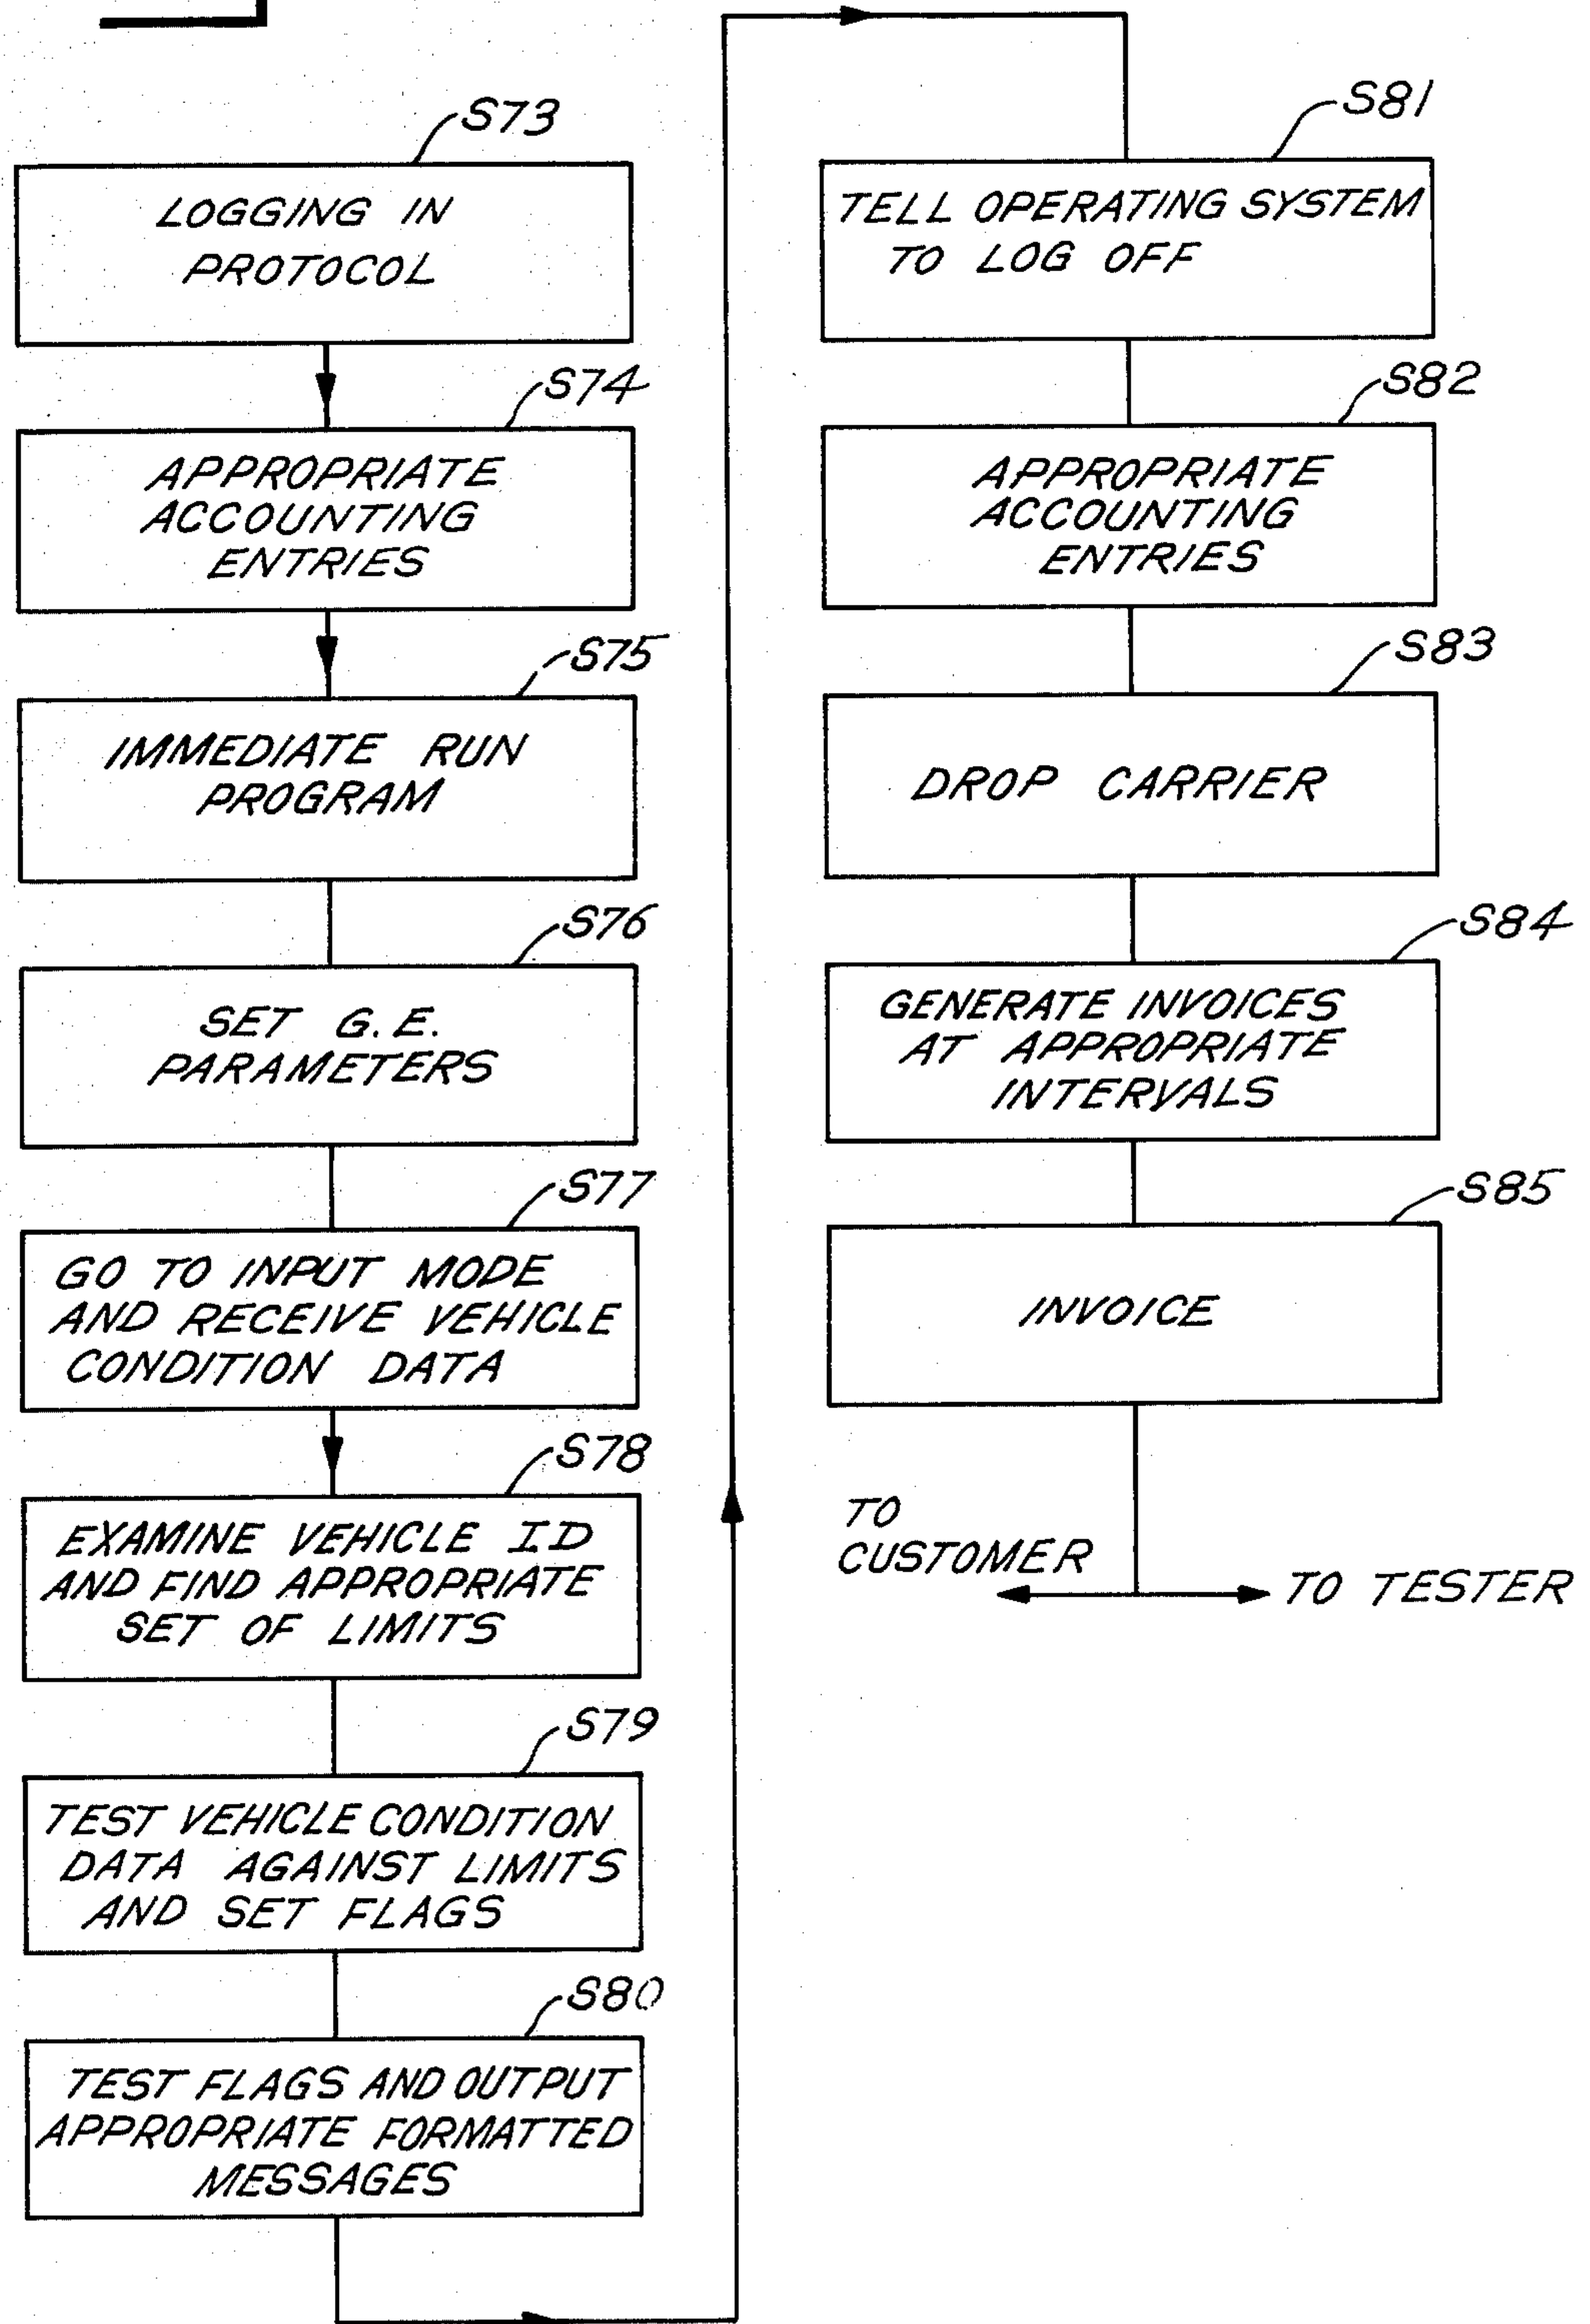 S73
LOGGING IN
PROTOCOL
S74
APPROPRIATE
ACCOUNTING
ENTRIES
S75
IMMEDIATE RUN
PROGRAM
S76
SET G.E.
PARAMETERS
S77
GO TO INPUT MODE
AND RECEIVE VEHICLE
CONDITION DATA
S78
EXAMINE VEHICLE ID
AND FIND APPROPRIATE
SET OF LIMITS
S79
TEST VEHICLE CONDITION
DATA AGAINST LIMITS
AND SET FLAGS
S80
TEST FLAGS AND OUTPUT
APPROPRIATE FORMATTED
MESSAGES
S81
TELL OPERATING SYSTEM
TO LOG OFF
S82
APPROPRIATE
ACCOUNTING
ENTRIES
S83
DROP CARRIER
S84
GENERATE INVOICES
AT APPROPRIATE
INTERVALS
S85
INVOICE
TO
CUSTOMER
TO TESTER